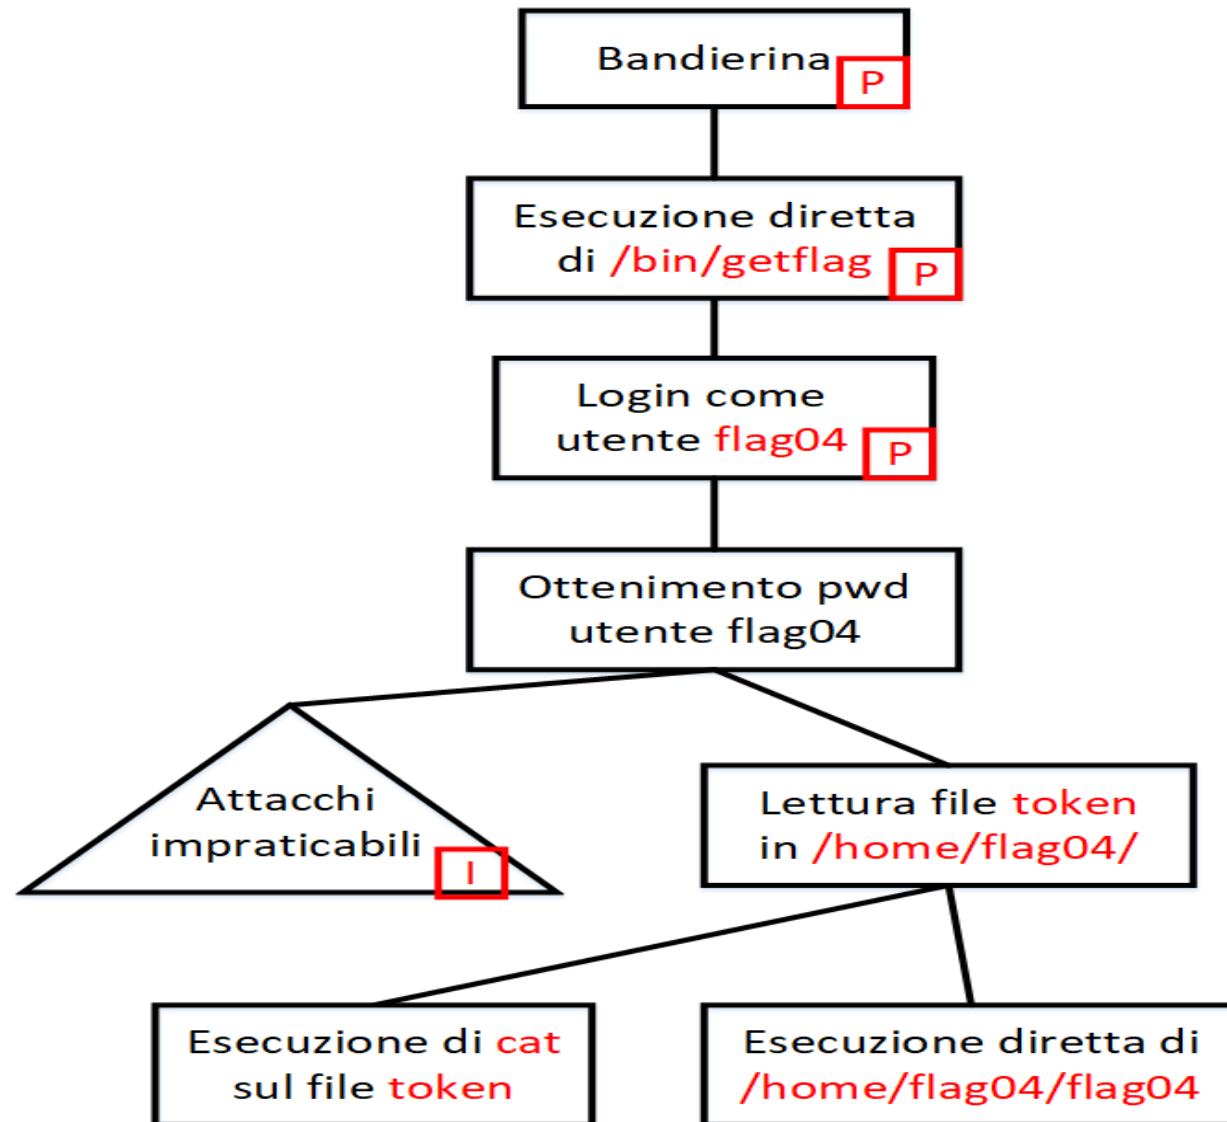 Bandierina
P
Esecuzione diretta
di /bin/getflag
P
Login come
utente flag04
P
Ottenimento pwd
utente flag04
Attacchi
impraticabili
I
Lettura file token
in /home/flag04/
Esecuzione di cat
sul file token
Esecuzione diretta di
/home/flag04/flag04